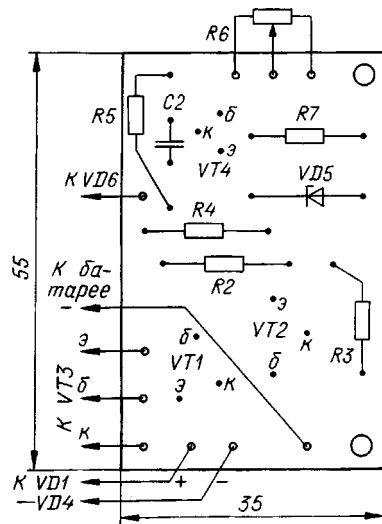 R6
R5
C2
б
К
Э
VT4
R7
К VD6
VD5
R4
55
К ба-
тарее
−
R2
Э
VT2
К
б
R3
Э
б
VT1
К VT3
б
Э
К
К
К VD1
−VD4
+
−
35